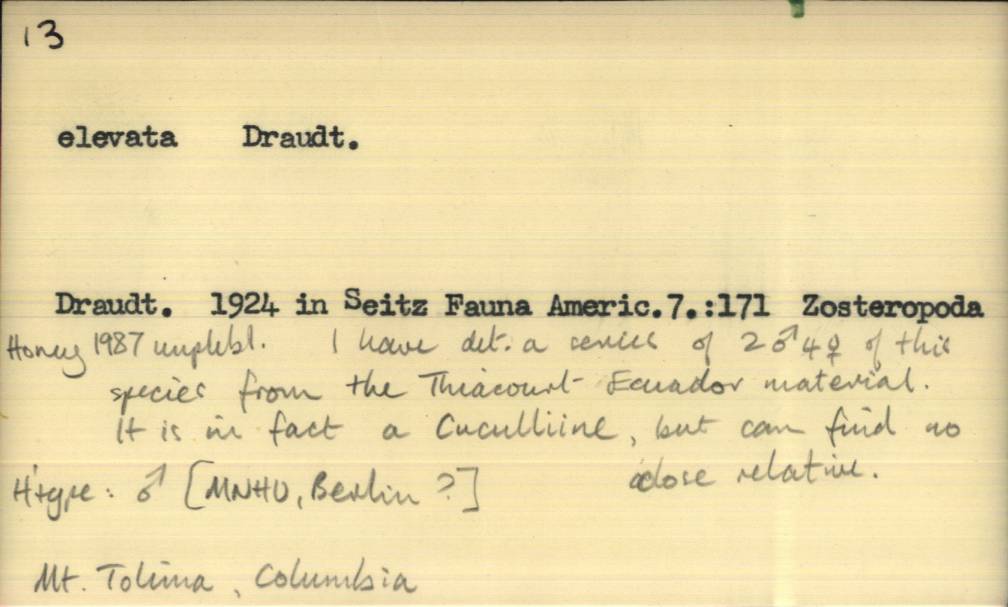 13
elevata Draudt.
Draudt. 1924 in Seitz Fauna Americ.7.:171 Zosteropoda
Honey 1987 unpubl. I have det. a series of 2♂4♀ of this
species from the Thiacourt Ecuador material.
It is in fact a Cuculliine, but can find no
close relative.
H'type: ♂ [MNHU, Berlin ?]
Mt. Tolima, Columbia